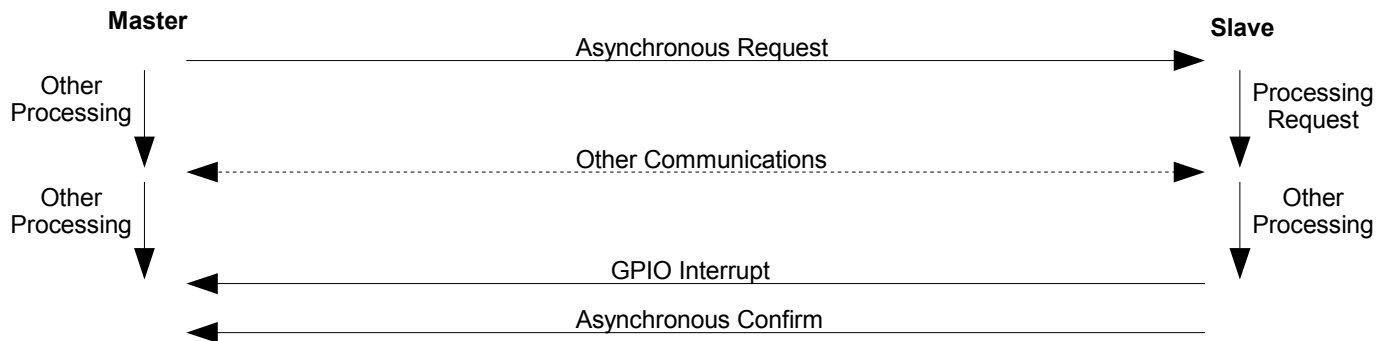 Master
Slave
Asynchronous Request
Other
Processing
Processing
Request
Other Communications
Other
Processing
Other
Processing
GPIO Interrupt
Asynchronous Confirm